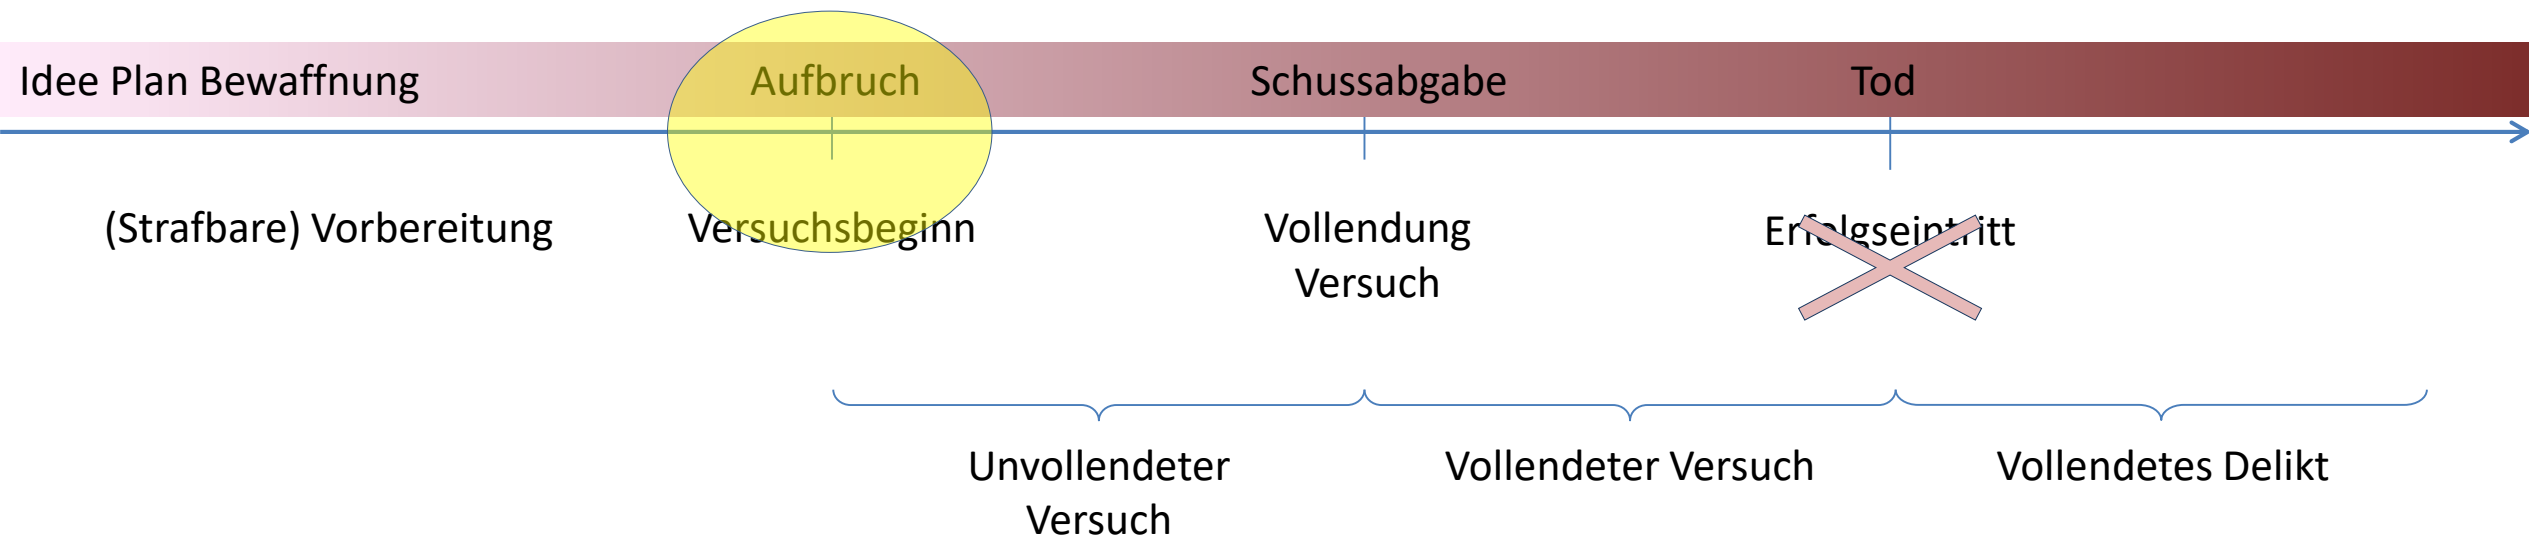 Idee Plan Bewaffnung Aufbruch Schussabgabe Tod
(Strafbare) Vorbereitung Versuchsbeginn Vollendung Erfolgseintritt
Versuch
Unvollendeter Vollendeter Versuch Vollendetes Delikt
Versuch